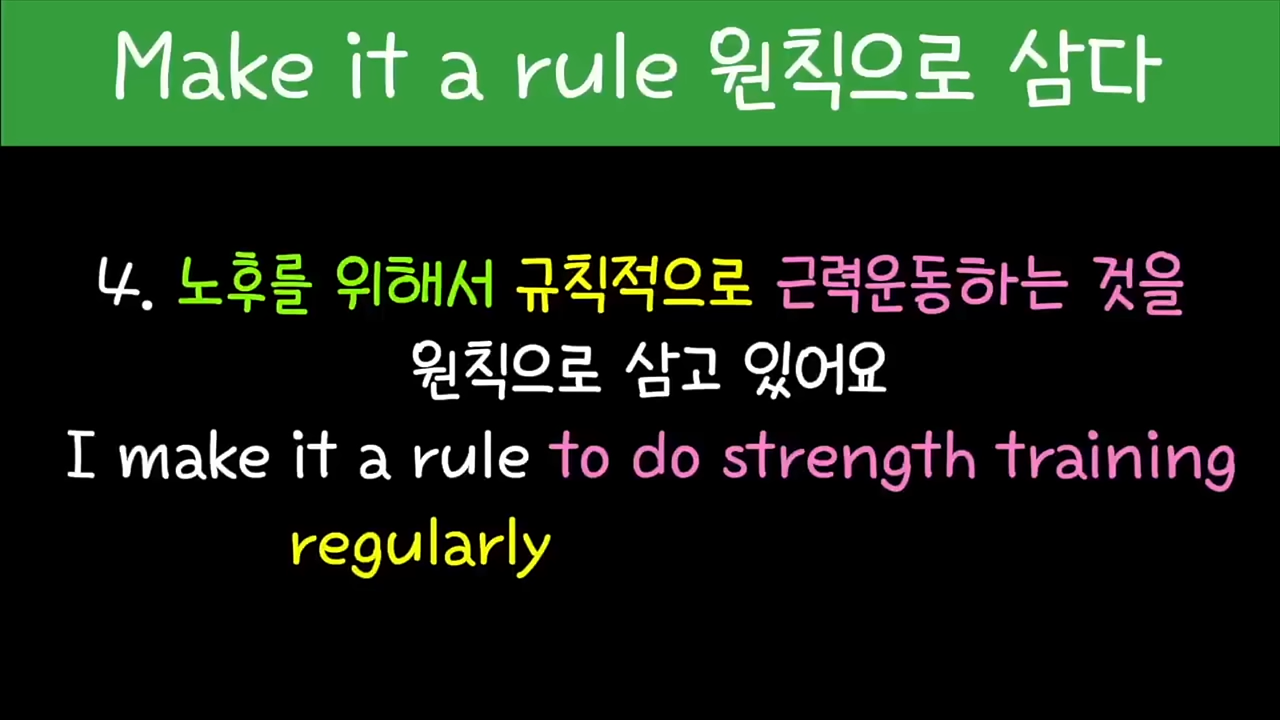 Make it a rule 원칙으로 삼다
4. 노후를 위해서 규칙적으로 근력운동하는 것을
원칙으로 삼고 있어요
I make it a rule to do strength training
regularly